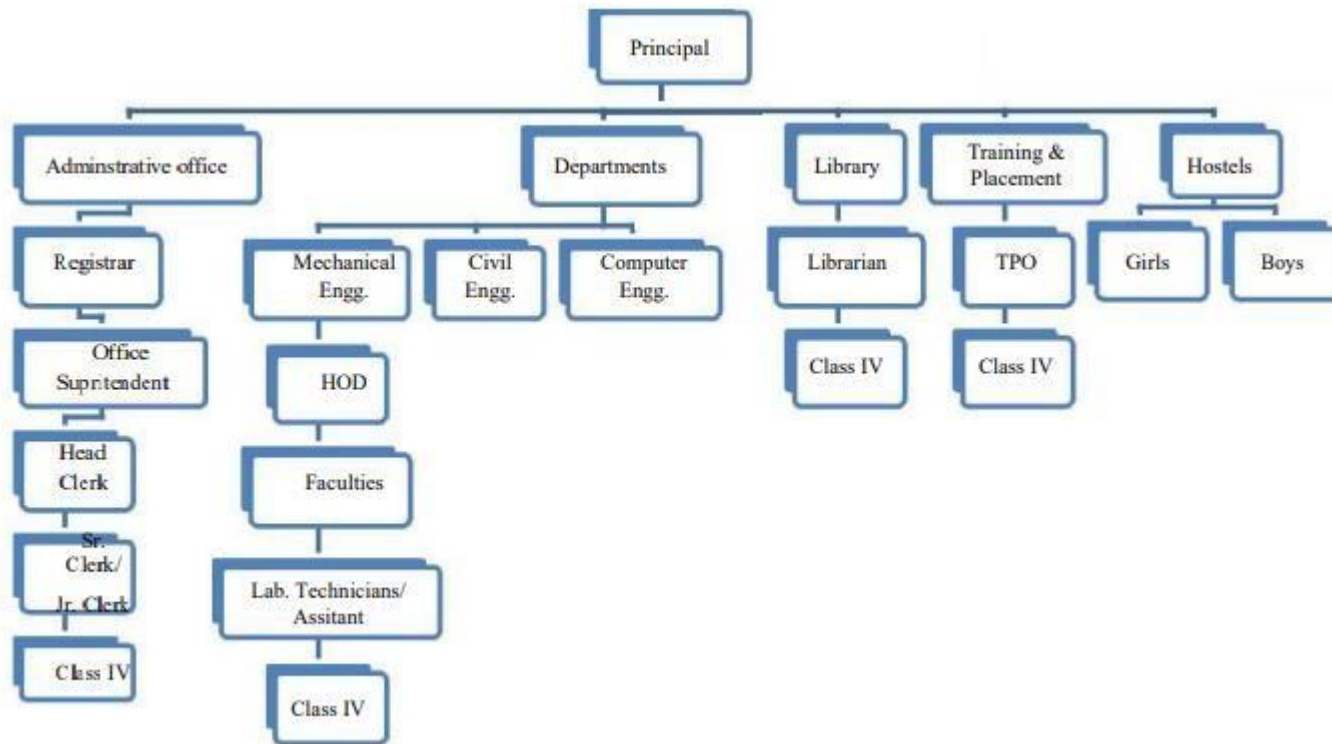 Principal
Adminstrative office
Departments
Library
Training &
Placement
Hostels
Registrar
Mechanical
Engg.
Civil
Engg.
Computer
Engg.
Librarian
TPO
Girls
Boys
Office
Supritendent
HOD
Class IV
Class IV
Head
Clerk
Faculties
Sr.
Clerk/
Jr. Clerk
Lab. Technicians/
Assitant
Class IV
Class IV